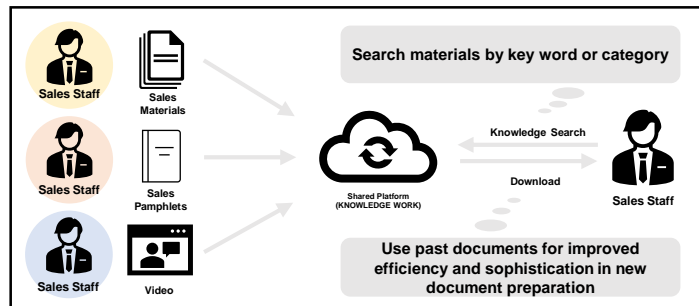 Search materials by key word or category
Sales Staff
Sales
Materials
Knowledge Search
Sales Staff
Sales
Pamphlets
Shared Platform
(KNOWLEDGE WORK)
Download
Sales Staff
Use past documents for improved
efficiency and sophistication in new
document preparation
Sales Staff
Video